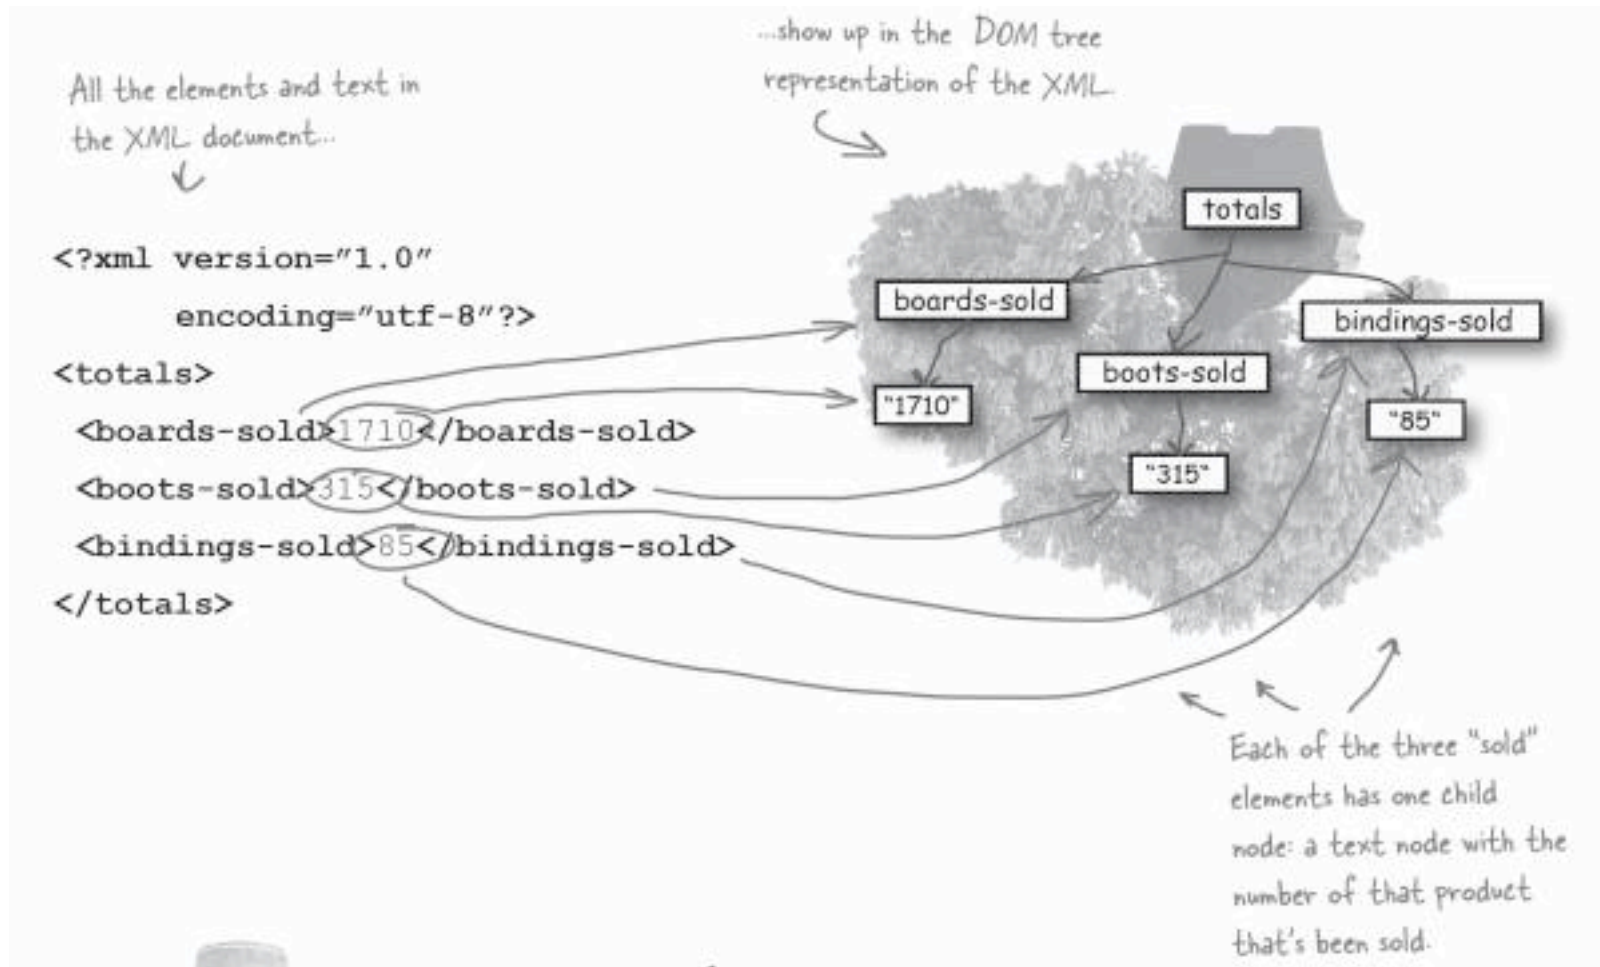 All the elements and text in
the XML document...
...show up in the DOM tree
representation of the XML.
<?xml version="1.0"
encoding="utf-8"?>
<totals>
<boards-sold>1710</boards-sold>
<boots-sold>315</boots-sold>
<bindings-sold>85</bindings-sold>
</totals>
totals
boards-sold
bindings-sold
boots-sold
"1710"
"85"
"315"
Each of the three "sold"
elements has one child
node: a text node with the
number of that product
that's been sold.